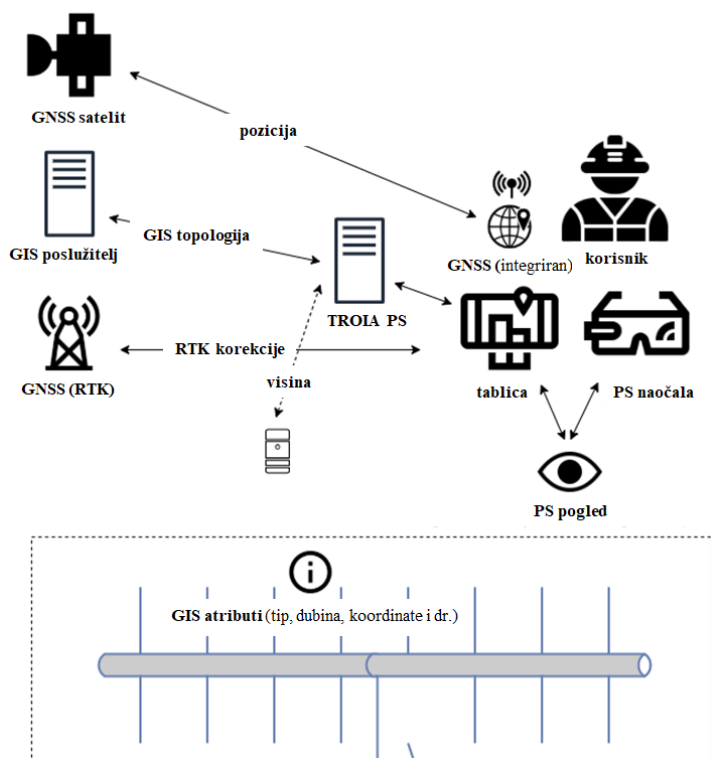 GNSS satelit
pozicija
GIS poslužitelj
GIS topologija
GNSS (integriran)
korisnik
TROIA PS
GNSS (RTK)
RTK korekcije
visina
tablica
PS naočala
PS pogled
GIS atributi (tip, dubina, koordinate i dr.)